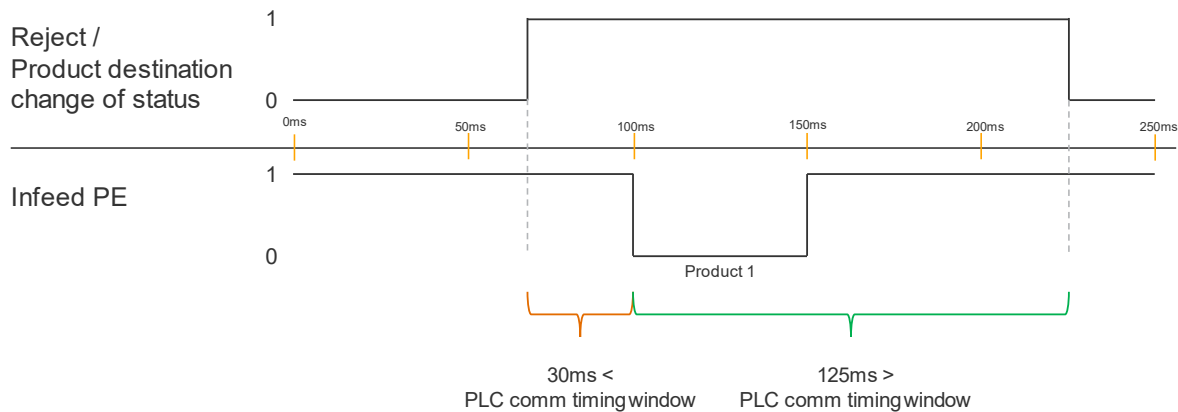 Reject /
Product destination
change of status
1
0
0ms
50ms
100ms
150ms
200ms
250ms
Infeed PE
1
0
Product 1
30ms <
PLC comm timing window
125ms >
PLC comm timing window